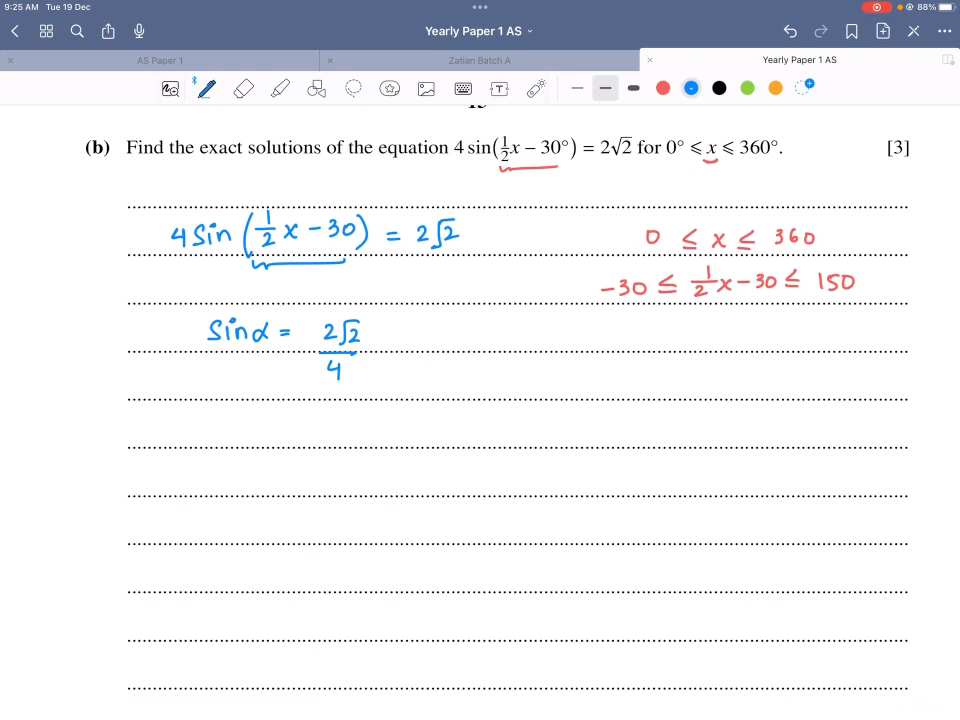 9:25 AM Tue 19 Dec
88%
Yearly Paper 1 AS
AS Paper 1
Zatian Batch A
Yearly Paper 1 AS
(b) Find the exact solutions of the equation 4 sin(½x − 30°) = 2√2 for 0° ⩽ x ⩽ 360°. [3]
4 Sin (½ x − 30) = 2√2
0 ≤ x ≤ 360
−30 ≤ ½x − 30 ≤ 150
Sin α = 2√2 / 4